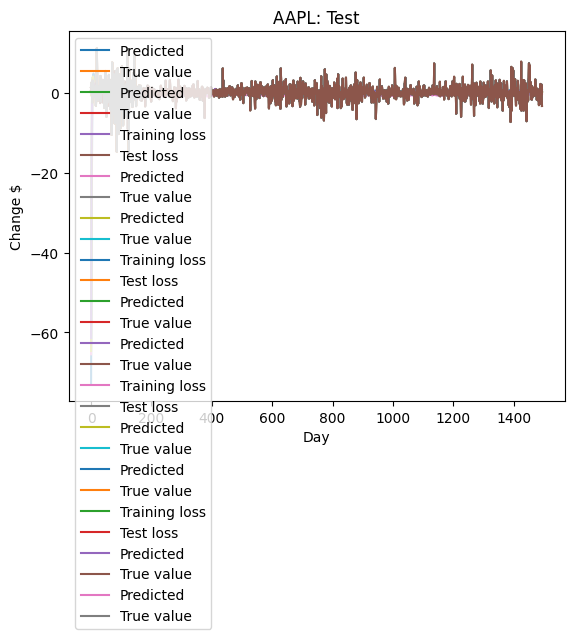 AAPL: Test
Change $
0
−20
−40
−60
Predicted
True value
Predicted
True value
Training loss
Test loss
Predicted
True value
Predicted
True value
Training loss
Test loss
Predicted
True value
Predicted
True value
Training loss
Test loss
Predicted
True value
Predicted
True value
Training loss
Test loss
Predicted
True value
Predicted
True value
0 200 400 600 800 1000 1200 1400
Day